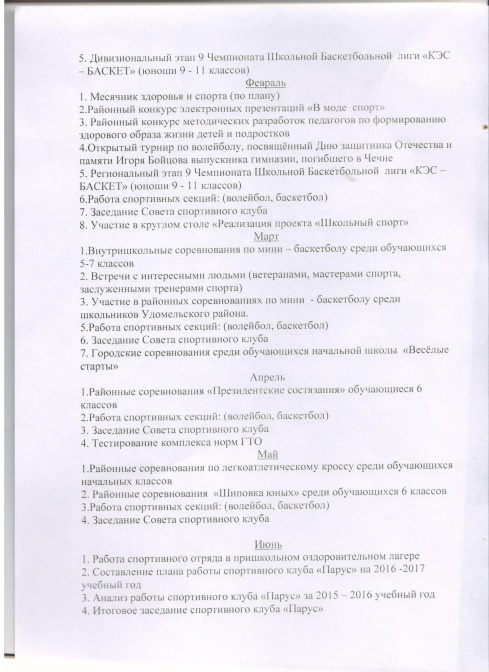 5. Дивизиональный этап 9 Чемпионата Школьной Баскетбольной  лиги «КЭС
– БАСКЕТ» (юноши 9 - 11 классов)
Февраль
1. Месячник здоровья и спорта (по плану)
2.Районный конкурс электронных презентаций «В моде  спорт»
3. Районный конкурс методических разработок педагогов по формированию
здорового образа жизни детей и подростков
4.Открытый турнир по волейболу, посвящённый Дню защитника Отечества и
памяти Игоря Бойцова выпускника гимназии, погибшего в Чечне
5. Региональный этап 9 Чемпионата Школьной Баскетбольной  лиги «КЭС –
БАСКЕТ» (юноши 9 - 11 классов)
6.Работа спортивных секций: (волейбол, баскетбол)
7. Заседание Совета спортивного клуба
8. Участие в круглом столе «Реализация проекта «Школьный спорт»
Март
1.Внутришкольные соревнования по мини – баскетболу среди обучающихся
5-7 классов
2. Встречи с интересными людьми (ветеранами, мастерами спорта,
заслуженными тренерами спорта)
3. Участие в районных соревнованиях по мини  - баскетболу среди
школьников Удомельского района.
5.Работа спортивных секций: (волейбол, баскетбол)
6. Заседание Совета спортивного клуба
7. Городские соревнования среди обучающихся начальной школы  «Весёлые
старты»
Апрель
1.Районные соревнования «Президентские состязания» обучающиеся 6
классов
2.Работа спортивных секций: (волейбол, баскетбол)
3. Заседание Совета спортивного клуба
4. Тестирование комплекса норм ГТО
Май
1.Районные соревнования по легкоатлетическому кроссу среди обучающихся
начальных классов
2. Районные соревнования  «Шиповка юных» среди обучающихся 6 классов
3.Работа спортивных секций: (волейбол, баскетбол)
4. Заседание Совета спортивного клуба
Июнь
1. Работа спортивного отряда в пришкольном оздоровительном лагере
2. Составление плана работы спортивного клуба «Парус» на 2016 -2017
учебный год
3. Анализ работы спортивного клуба «Парус» за 2015 – 2016 учебный год
4. Итоговое заседание спортивного клуба «Парус»